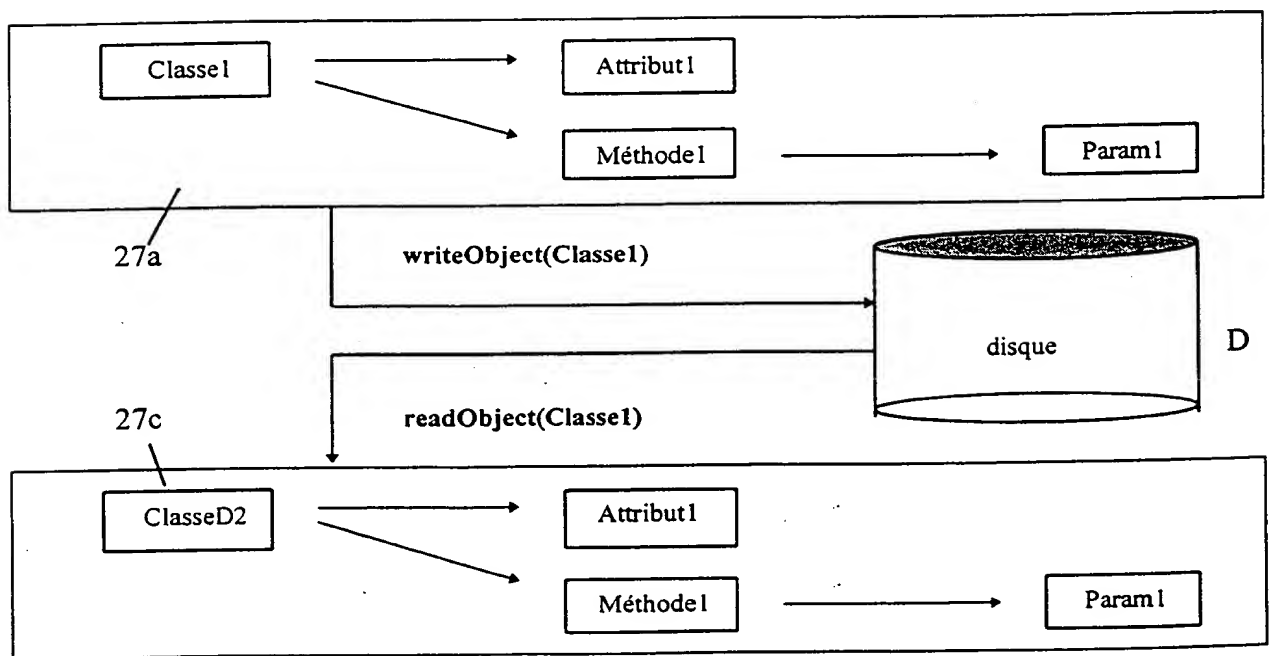 Classe1
Attribut1
Méthode1
Param1
27a
writeObject(Classe1)
disque
D
readObject(Classe1)
27c
ClasseD2
Attribut1
Méthode1
Param1